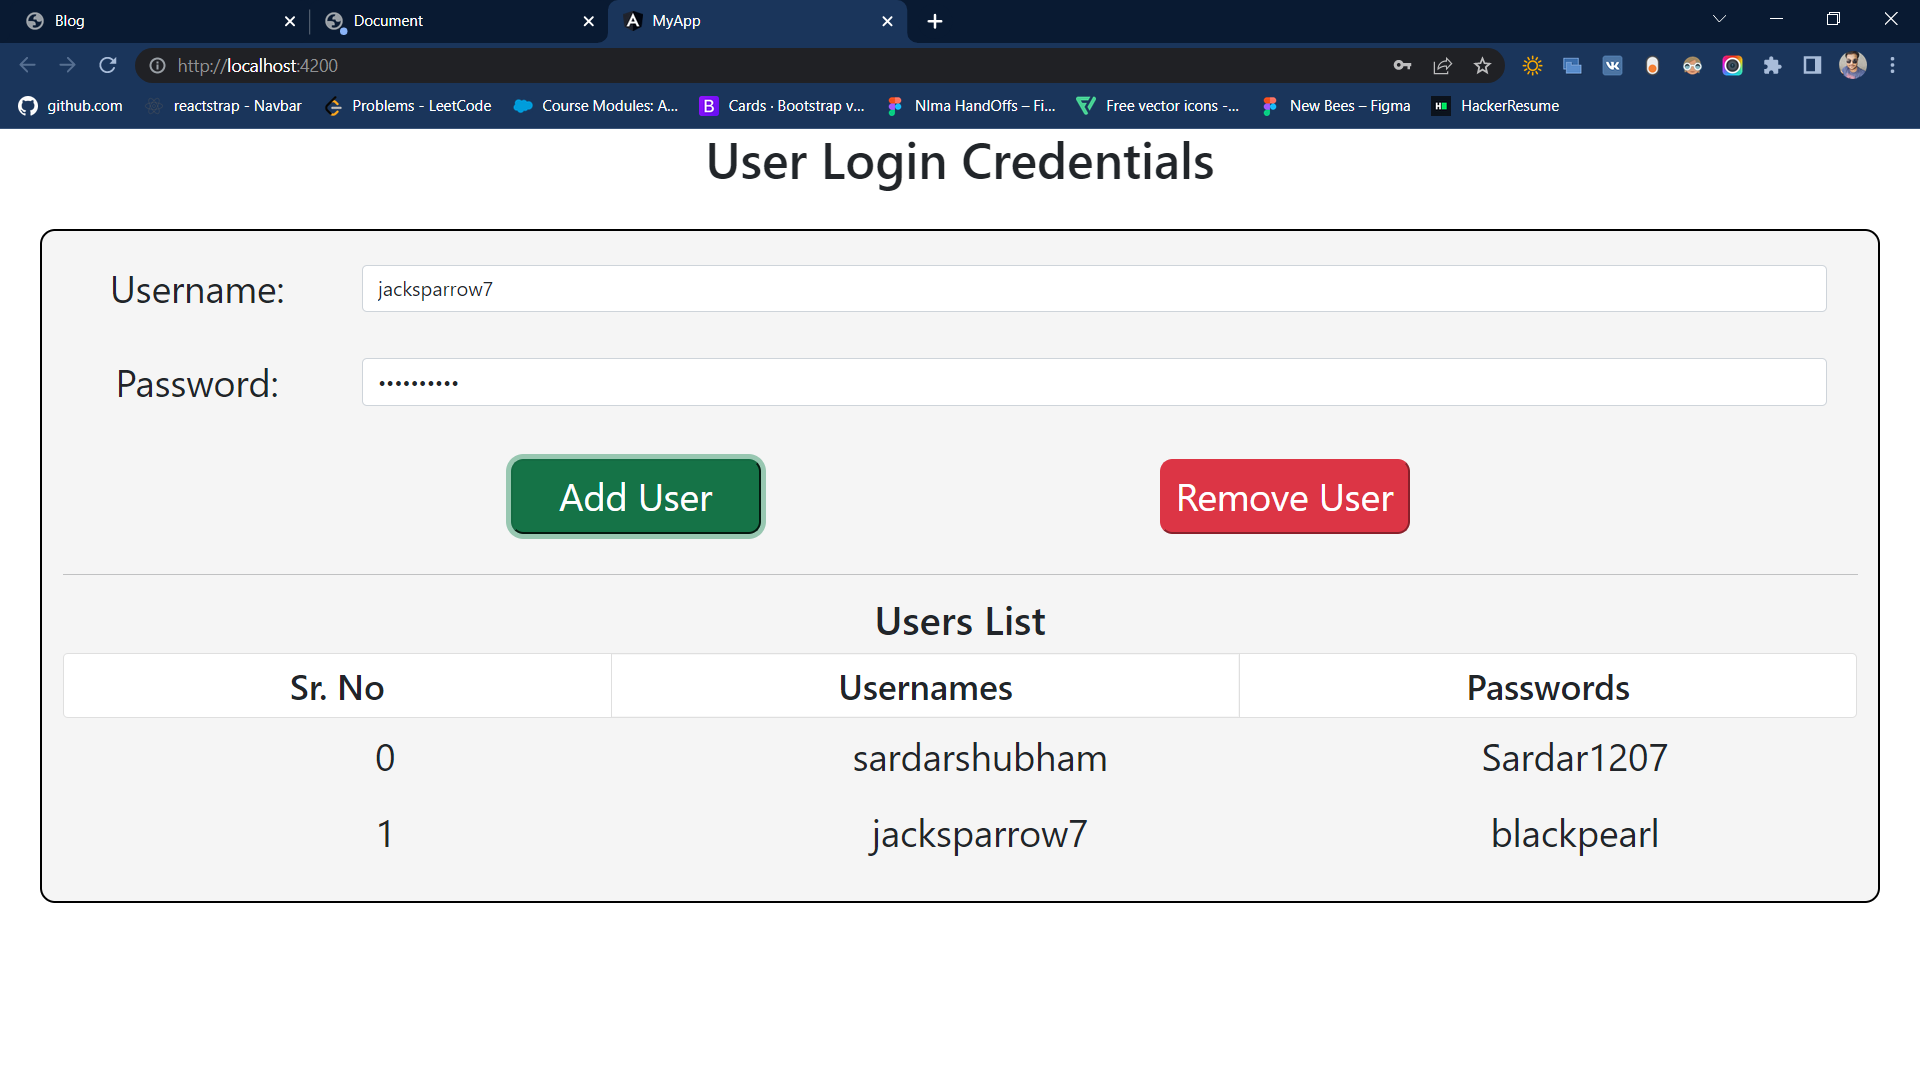 Blog Document MyApp
http://localhost:4200
github.com reactstrap - Navbar Problems - LeetCode Course Modules: A... Cards · Bootstrap v... NIma HandOffs – Fi... Free vector icons -... New Bees – Figma HackerResume
User Login Credentials
Username: jacksparrow7
Password: ••••••••••
Add User Remove User
Users List
Sr. No Usernames Passwords
0 sardarshubham Sardar1207
1 jacksparrow7 blackpearl